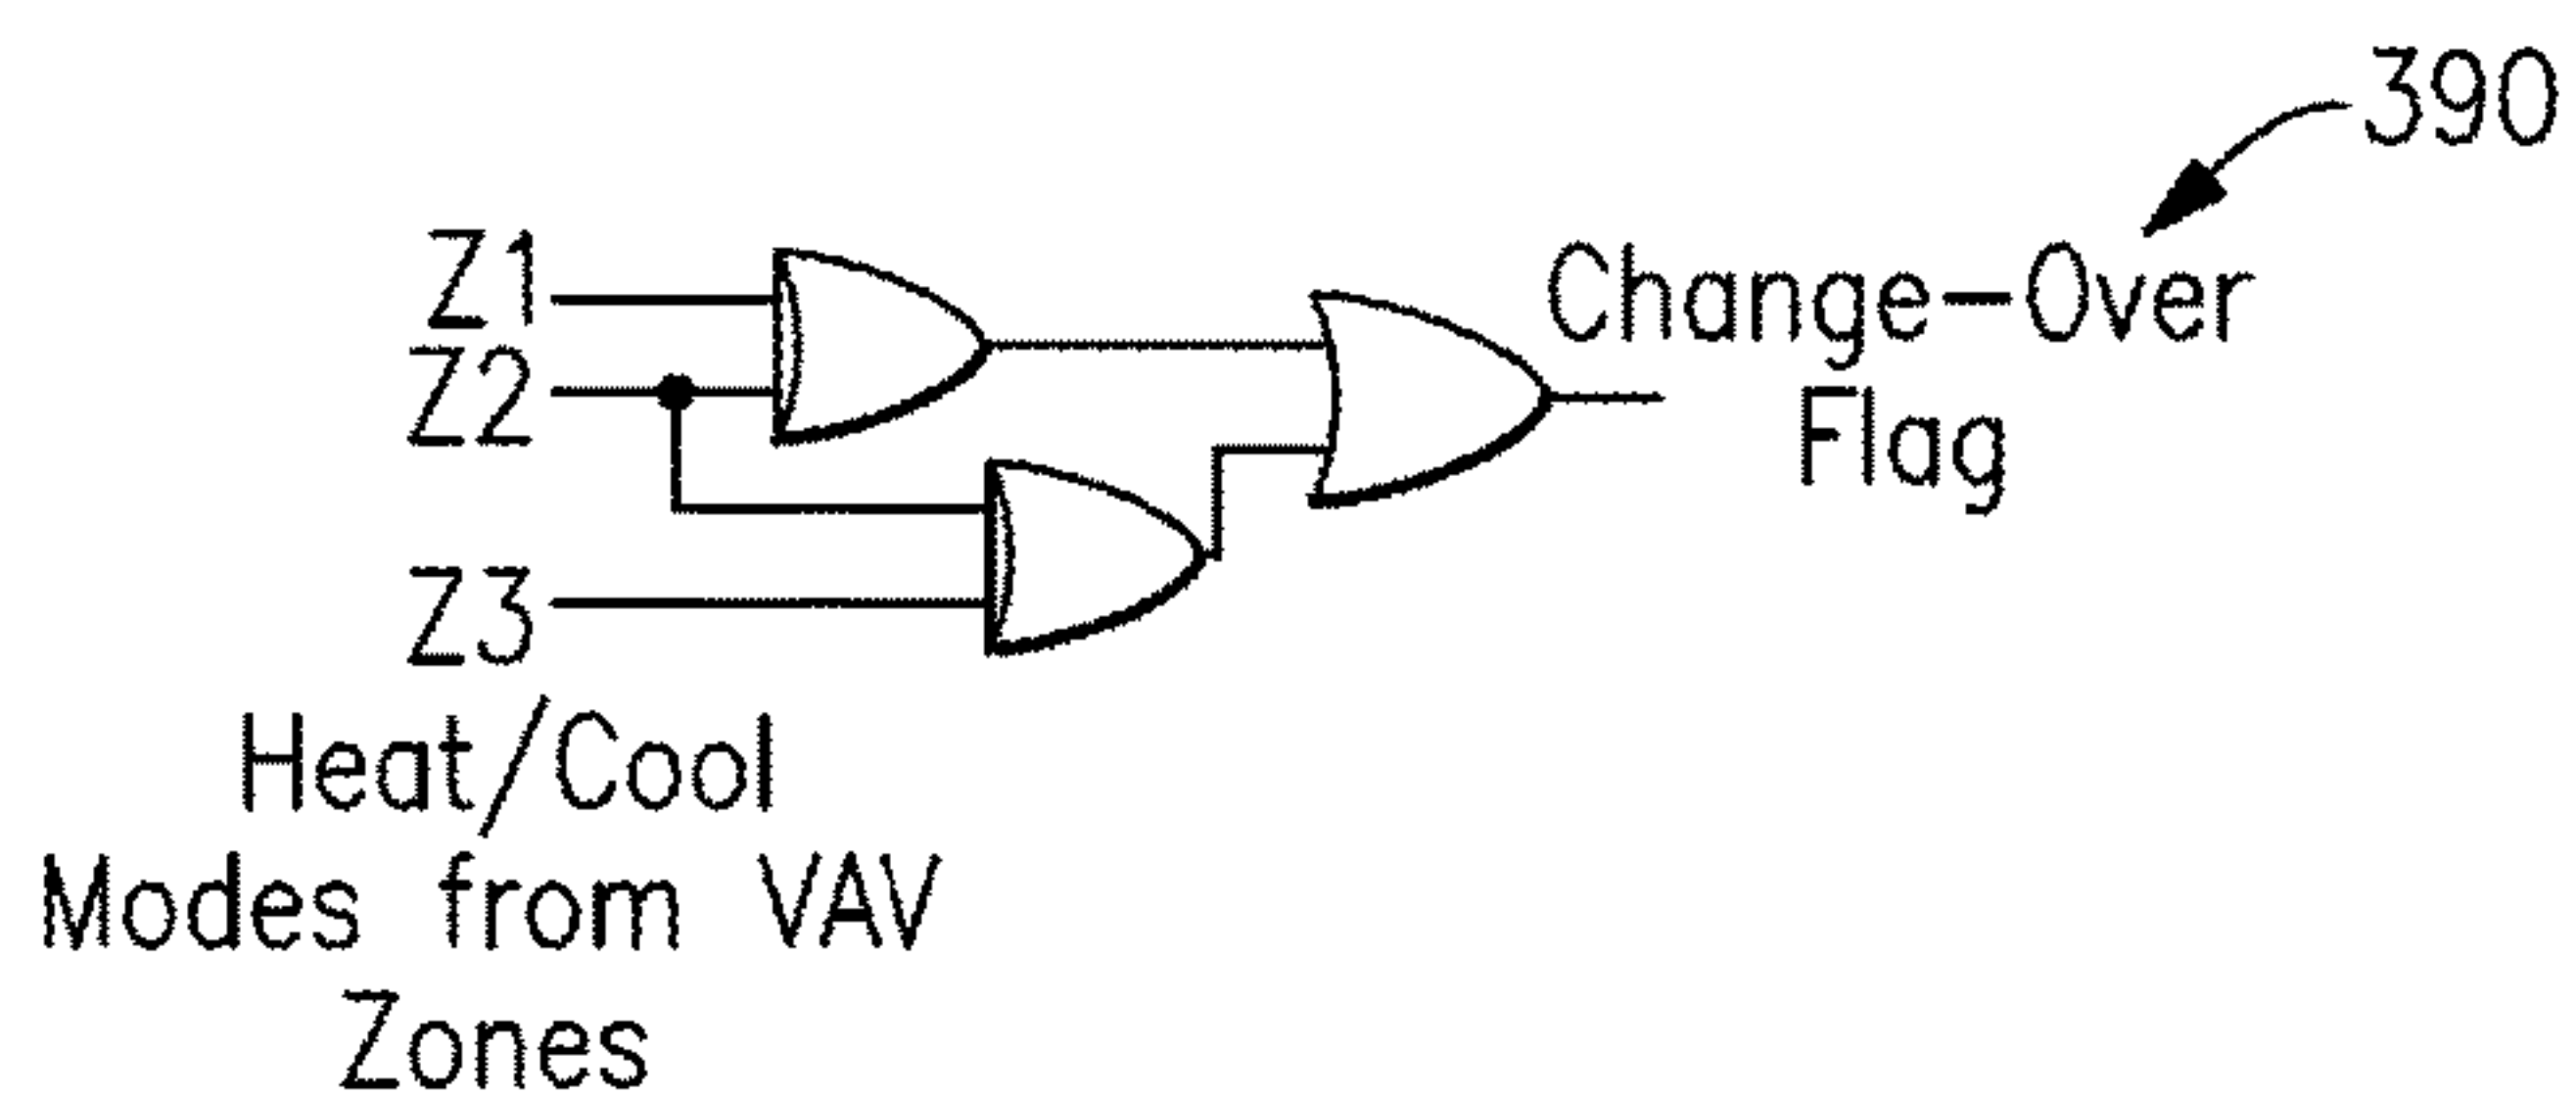 390
Z1
Change-Over
Z2
Flag
Z3
Heat/Cool
Modes from VAV
Zones